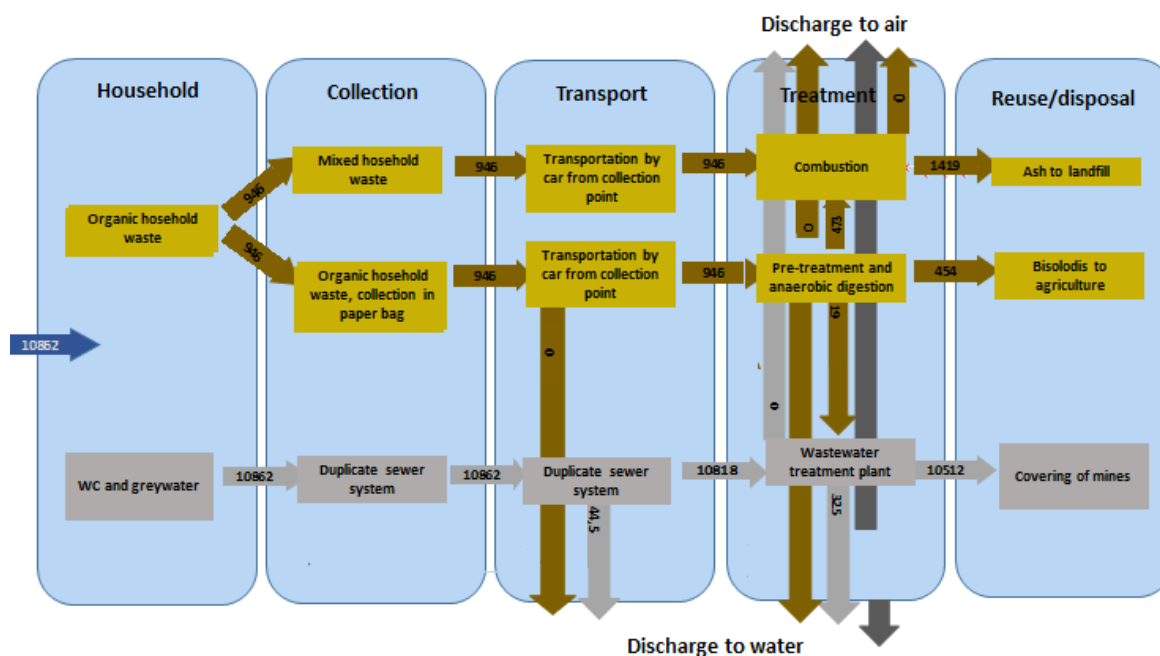 Discharge to air
Household
Collection
Transport
Treatment
Reuse/disposal
Organic hosehold
waste
946
946
Mixed hosehold
waste
946
Transportation by
car from collection
point
946
Combustion
0
1419
Ash to landfill
Organic household
waste, collection in
paper bag
946
Transportation by
car from collection
point
946
0
473
Pre-treatment and
anaerobic digestion
454
Bisolodis to
agriculture
10862
0
19
0
WC and greywater
10862
Duplicate sewer
system
10862
Duplicate sewer
system
10818
Wastewater
treatment plant
10512
Covering of mines
44,5
325
Discharge to water